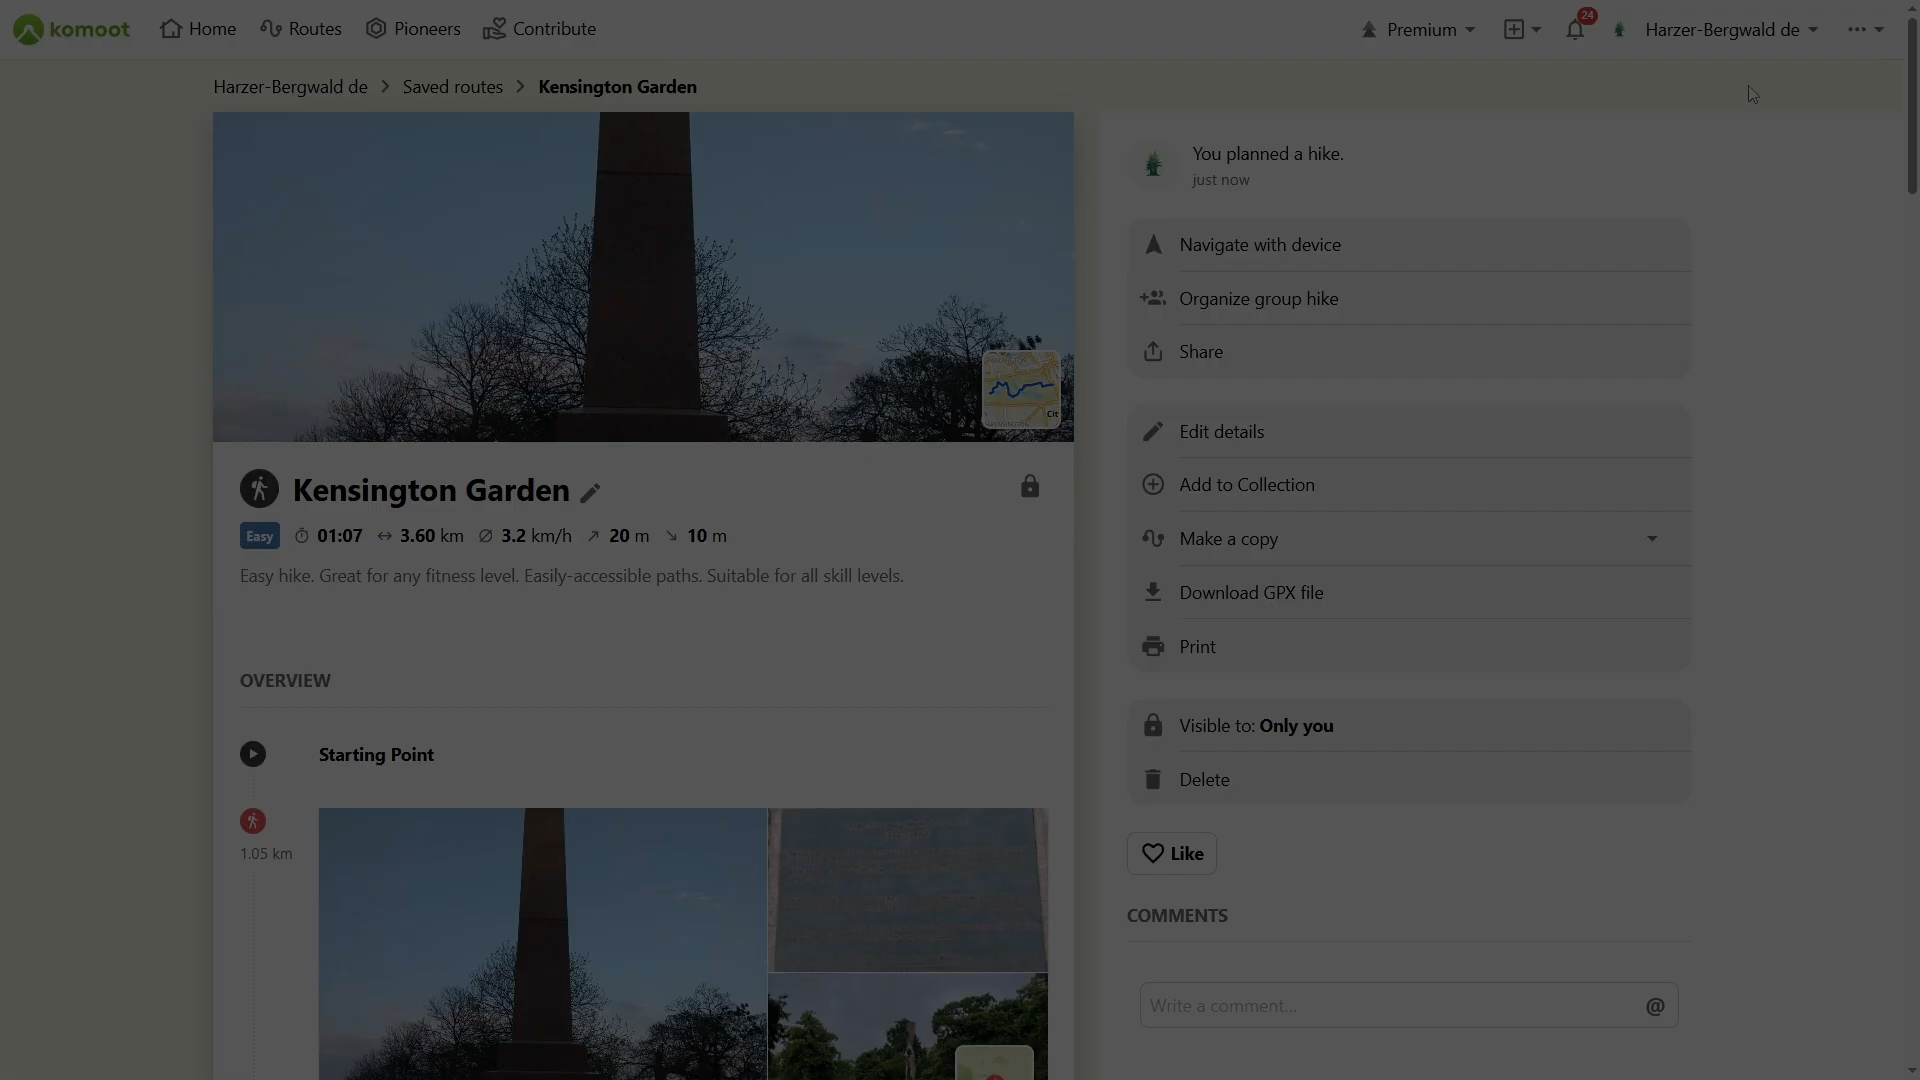 komoot
Home
Routes
Pioneers
Contribute
Premium
24
Harzer-Bergwald de
Harzer-Bergwald de
Saved routes
Kensington Garden
You planned a hike.
just now
Navigate with device
Organize group hike
Share
Cit
Kensington Garden
Easy
01:07
3.60 km
3.2 km/h
20 m
10 m
Easy hike. Great for any fitness level. Easily-accessible paths. Suitable for all skill levels.
Edit details
Add to Collection
Make a copy
Download GPX file
Print
OVERVIEW
Starting Point
1.05 km
Visible to: Only you
Delete
Like
COMMENTS
Write a comment...
@